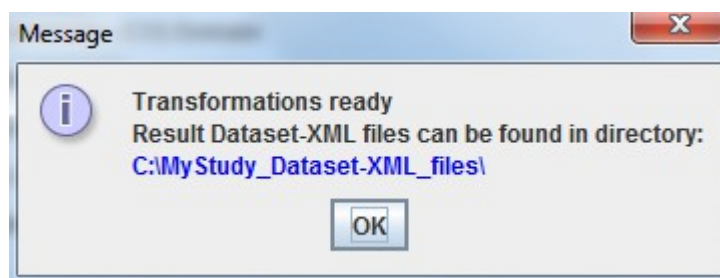 Message
Transformations ready
Result Dataset-XML files can be found in directory:
C:\MyStudy_Dataset-XML_files\
OK